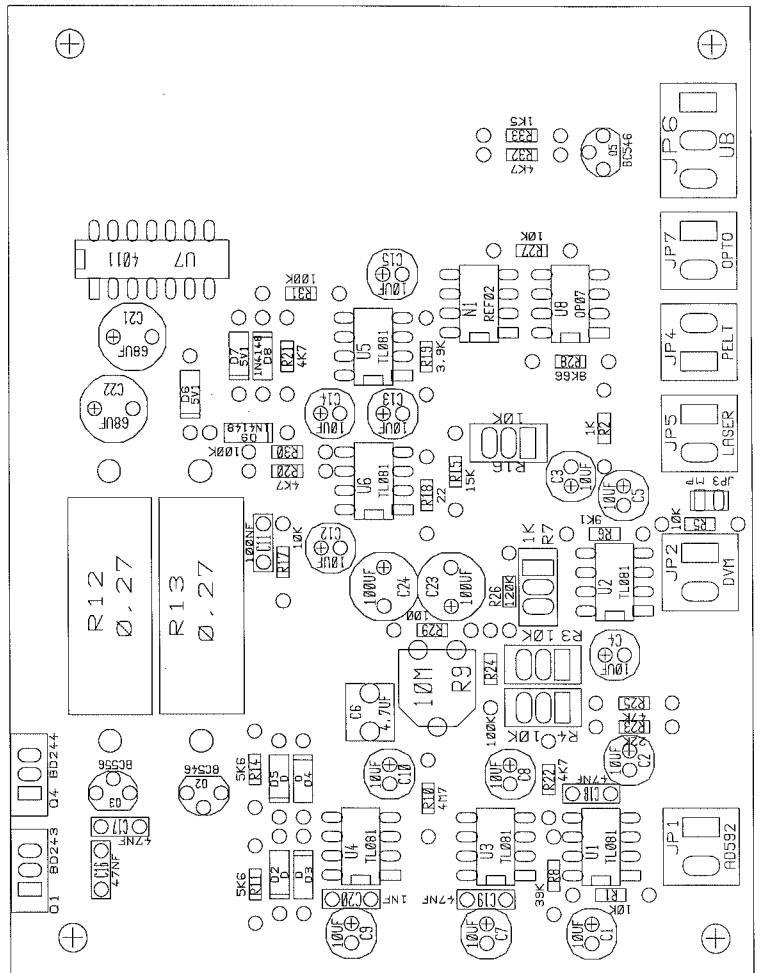 1K5
R33
R32
4K7
Q5
BC546
JP6
UB
10K
R27
JP7
OPTO
4011
U7
C15
10UF
100K
R31
N1
REF02
U8
OP07
C21
68UF
D7
5V1
1N4148
D8
R21
4K7
U5
TL081
R19
3.9K
R28
8K66
JP4
PELT
D6
5V1
C22
68UF
C14
10UF
C13
10UF
1N4148
D9
100K
R30
R20
4K7
U6
TL081
R18
22
R15
15K
10K
R16
1K
R2
JP5
LASER
C3
10UF
C5
10UF
JP3 MP
10K
R5
100NF
C11
10K
R17
C12
10UF
9K1
R6
1K
R7
R12
0,27
R13
0,27
100UF
C24
C23
100UF
R26
120K
U2
TL081
JP2
DVM
100
R29
10M
R9
R24
100K
R3
10K
R4
10K
C4
10UF
C6
4.7UF
R25
47K
R23
22K
Q4
BD244
BC556
Q3
BC546
Q2
5K6
R14
D5
D
D
D4
10UF
C10
R10
4M7
10UF
C8
R22
4K7
10UF
C2
47NF
C18
Q1
BD243
C17
47NF
C16
47NF
5K6
R11
D2
D
D
D3
U4
TL081
U3
TL081
U1
TL081
JP1
AD592
C20
1NF
47NF
C19
39K
R8
R1
10K
10UF
C9
10UF
C7
10UF
C1